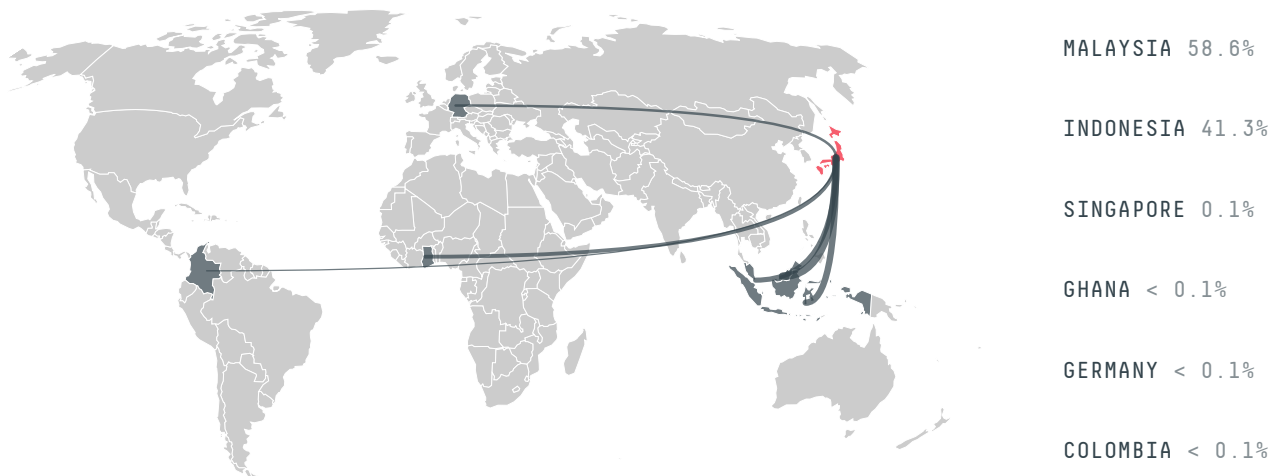 MALAYSIA 58.6%
INDONESIA 41.3%
SINGAPORE 0.1%
GHANA < 0.1%
GERMANY < 0.1%
COLOMBIA < 0.1%